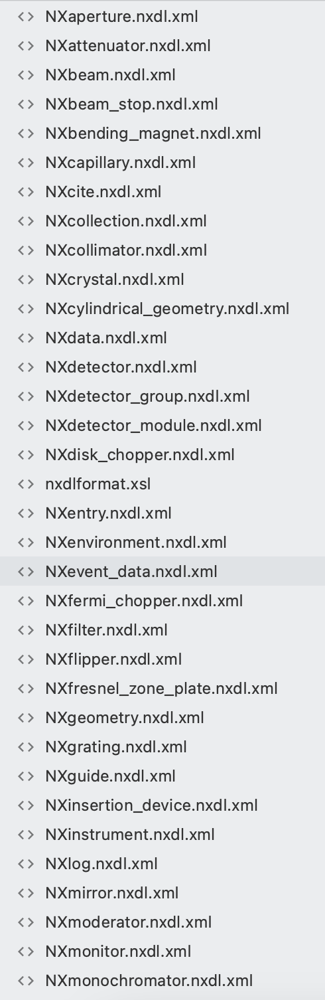 NXaperture.nxdl.xml
NXattenuator.nxdl.xml
NXbeam.nxdl.xml
NXbeam_stop.nxdl.xml
NXbending_magnet.nxdl.xml
NXcapillary.nxdl.xml
NXcite.nxdl.xml
NXcollection.nxdl.xml
NXcollimator.nxdl.xml
NXcrystal.nxdl.xml
NXcylindrical_geometry.nxdl.xml
NXdata.nxdl.xml
NXdetector.nxdl.xml
NXdetector_group.nxdl.xml
NXdetector_module.nxdl.xml
NXdisk_chopper.nxdl.xml
nxdlformat.xsl
NXentry.nxdl.xml
NXenvironment.nxdl.xml
NXevent_data.nxdl.xml
NXfermi_chopper.nxdl.xml
NXfilter.nxdl.xml
NXflipper.nxdl.xml
NXfresnel_zone_plate.nxdl.xml
NXgeometry.nxdl.xml
NXgrating.nxdl.xml
NXguide.nxdl.xml
NXinsertion_device.nxdl.xml
NXinstrument.nxdl.xml
NXlog.nxdl.xml
NXmirror.nxdl.xml
NXmoderator.nxdl.xml
NXmonitor.nxdl.xml
NXmonochromator.nxdl.xml